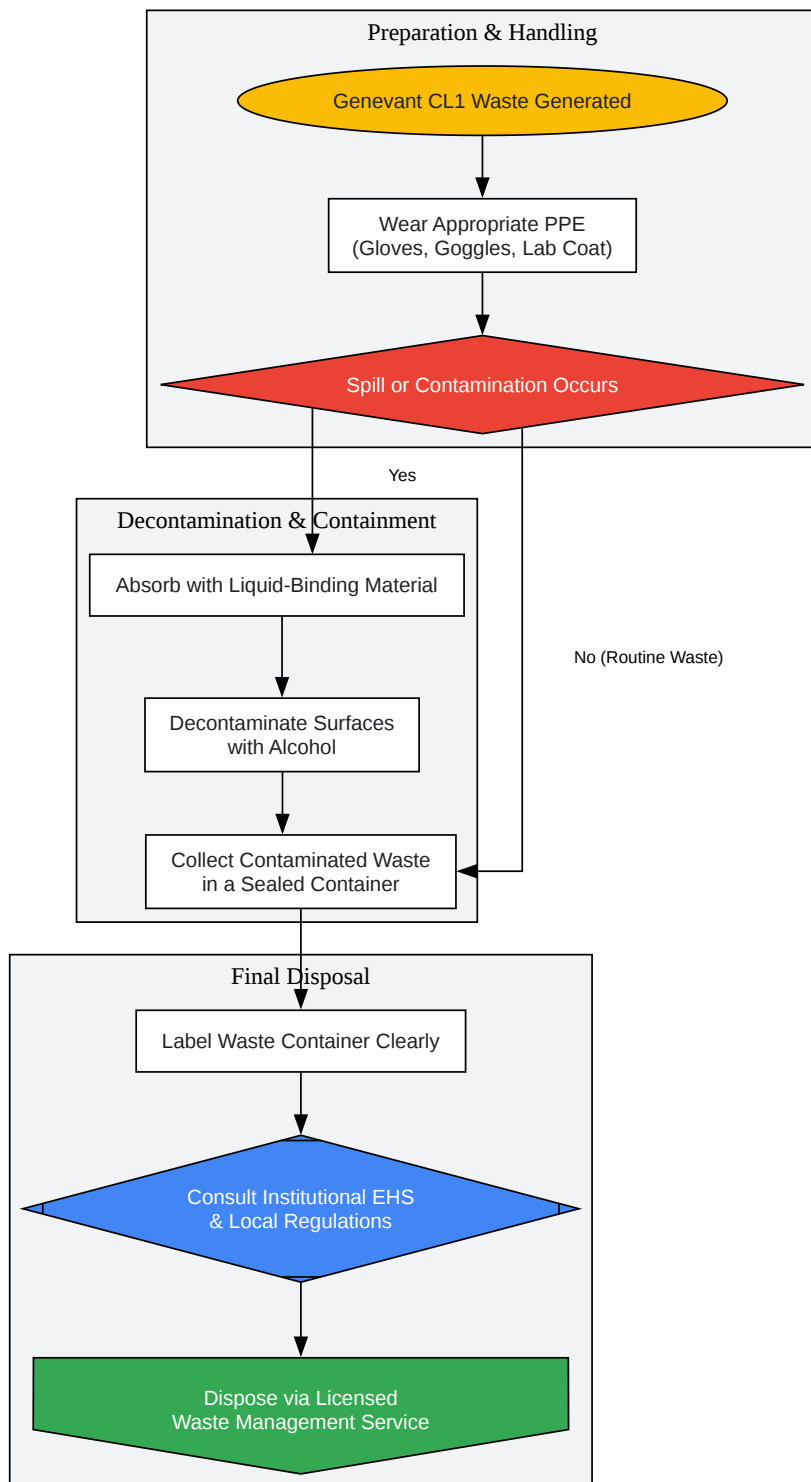 Preparation & Handling
Genevant CL1 Waste Generated
Wear Appropriate PPE
(Gloves, Goggles, Lab Coat)
Spill or Contamination Occurs
Yes
Decontamination & Containment
Absorb with Liquid-Binding Material
No (Routine Waste)
Decontaminate Surfaces
with Alcohol
Collect Contaminated Waste
in a Sealed Container
Final Disposal
Label Waste Container Clearly
Consult Institutional EHS
& Local Regulations
Dispose via Licensed
Waste Management Service